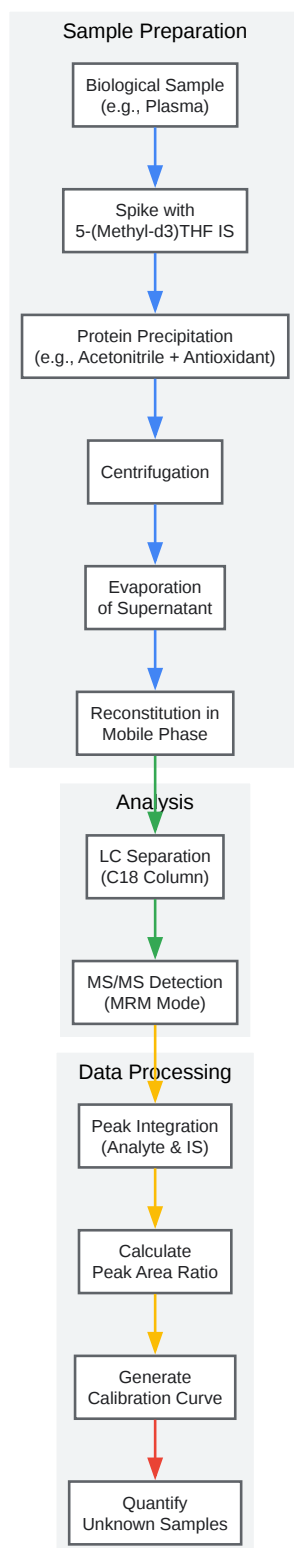 Sample Preparation
Biological Sample
(e.g., Plasma)
Spike with
5-(Methyl-d3)THF IS
Protein Precipitation
(e.g., Acetonitrile + Antioxidant)
Centrifugation
Evaporation
of Supernatant
Reconstitution in
Mobile Phase
Analysis
LC Separation
(C18 Column)
MS/MS Detection
(MRM Mode)
Data Processing
Peak Integration
(Analyte & IS)
Calculate
Peak Area Ratio
Generate
Calibration Curve
Quantify
Unknown Samples